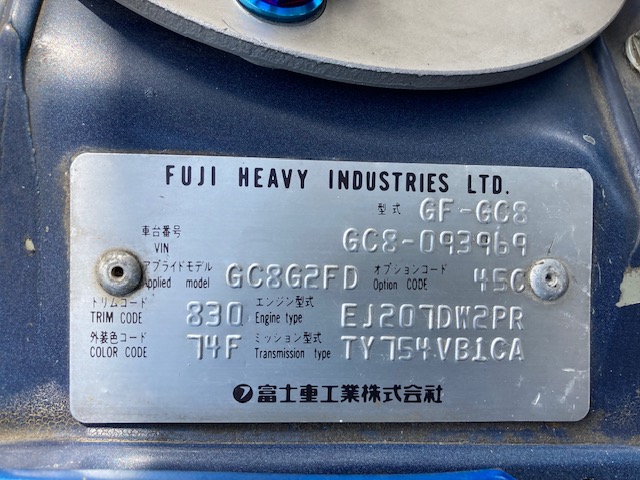 FUJI HEAVY INDUSTRIES LTD.
型式 GF-GC8
車台番号 VIN GC8-093969
アプライドモデル Applied model GC8G2FD オプションコード Option CODE 45C
トリムコード TRIM CODE 830 エンジン型式 Engine type EJ207DW2PR
外装色コード COLOR CODE 74F ミッション型式 Transmission type TY754VB1CA
富士重工業株式会社